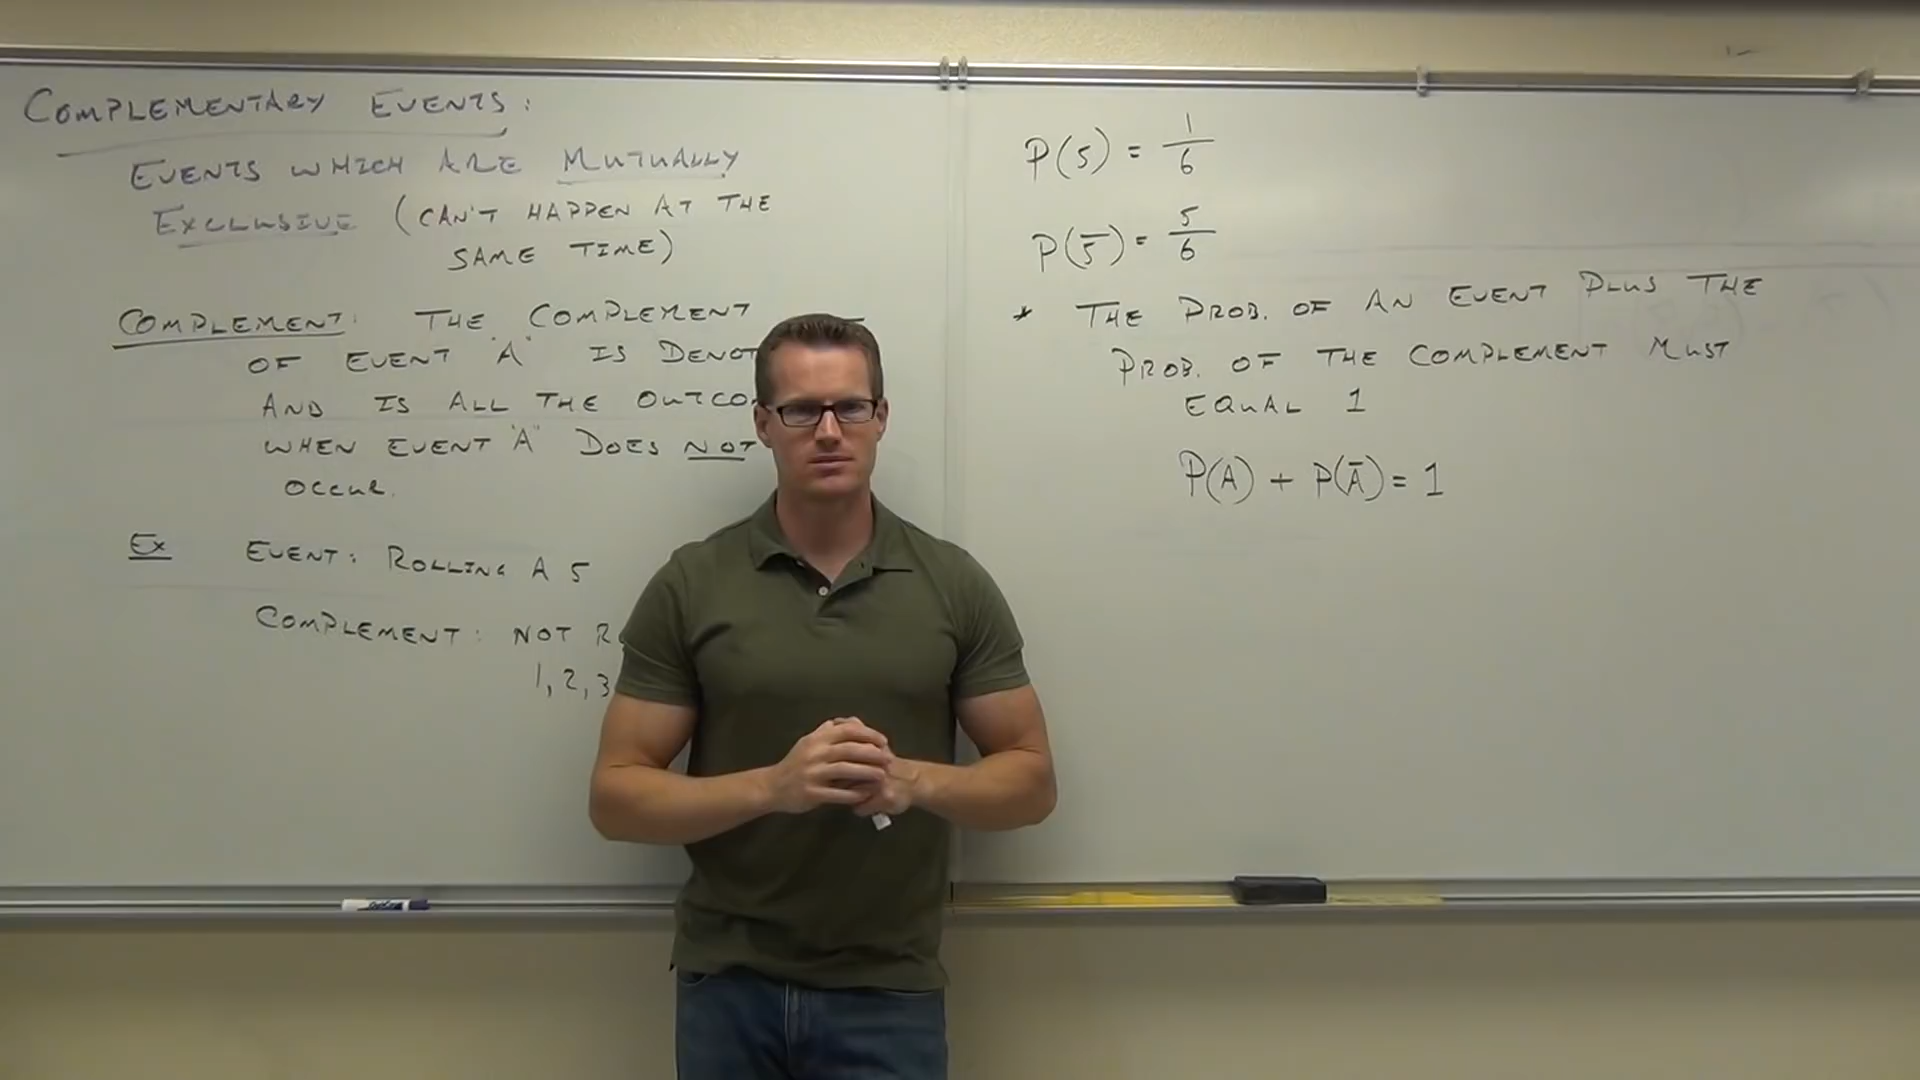 COMPLEMENTARY EVENTS:
EVENTS WHICH ARE MUTUALLY
EXCLUSIVE (CAN'T HAPPEN AT THE
SAME TIME)
COMPLEMENT: THE COMPLEMENT
OF EVENT "A" IS
AND IS ALL THE
WHEN EVENT "A" DOES NOT
OCCUR.
Ex EVENT: ROLLING A 5
COMPLEMENT: NOT
1, 2, 3
P(5) = 1/6
P(5̅) = 5/6
* THE PROB. OF AN EVENT PLUS THE
PROB. OF THE COMPLEMENT MUST
EQUAL 1
P(A) + P(A̅) = 1